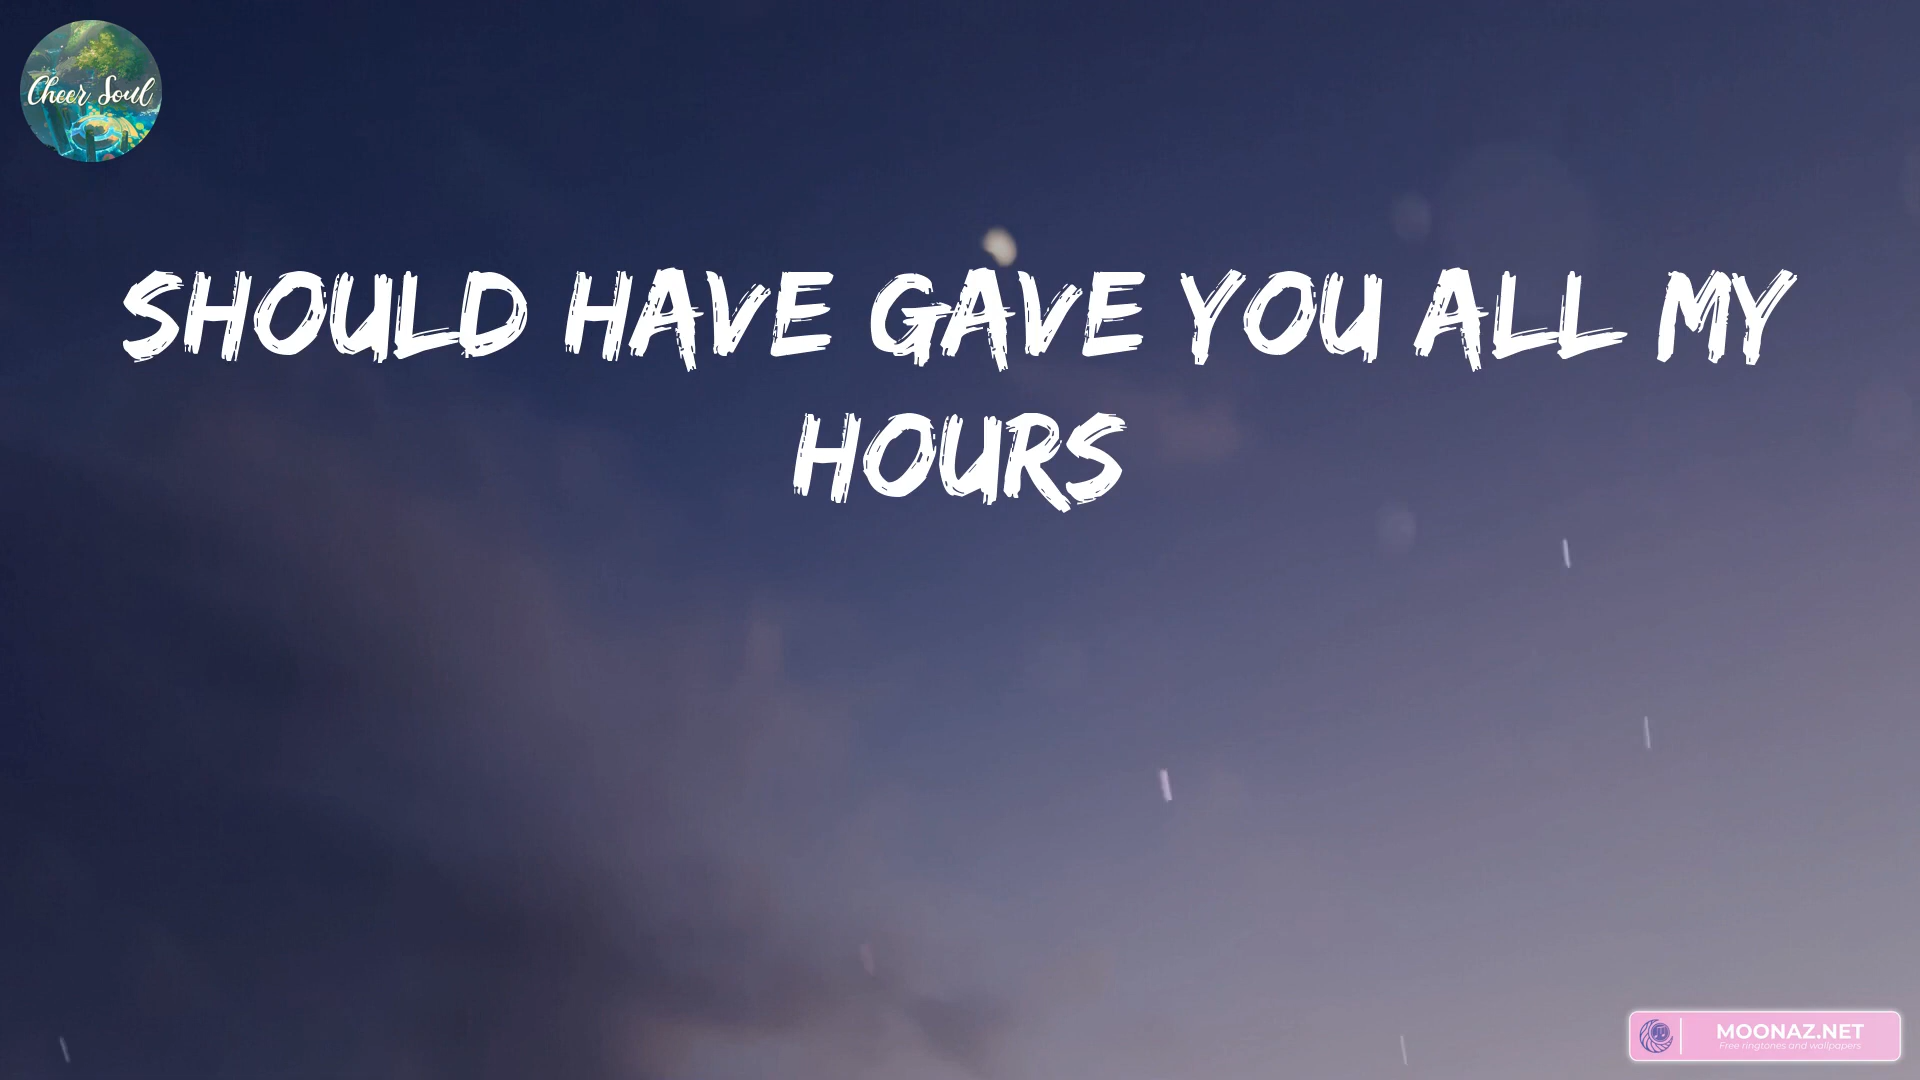 Cheer Soul
SHOULD HAVE GAVE YOU ALL MY
HOURS
MOONAZ.NET
Free ringtones and wallpapers